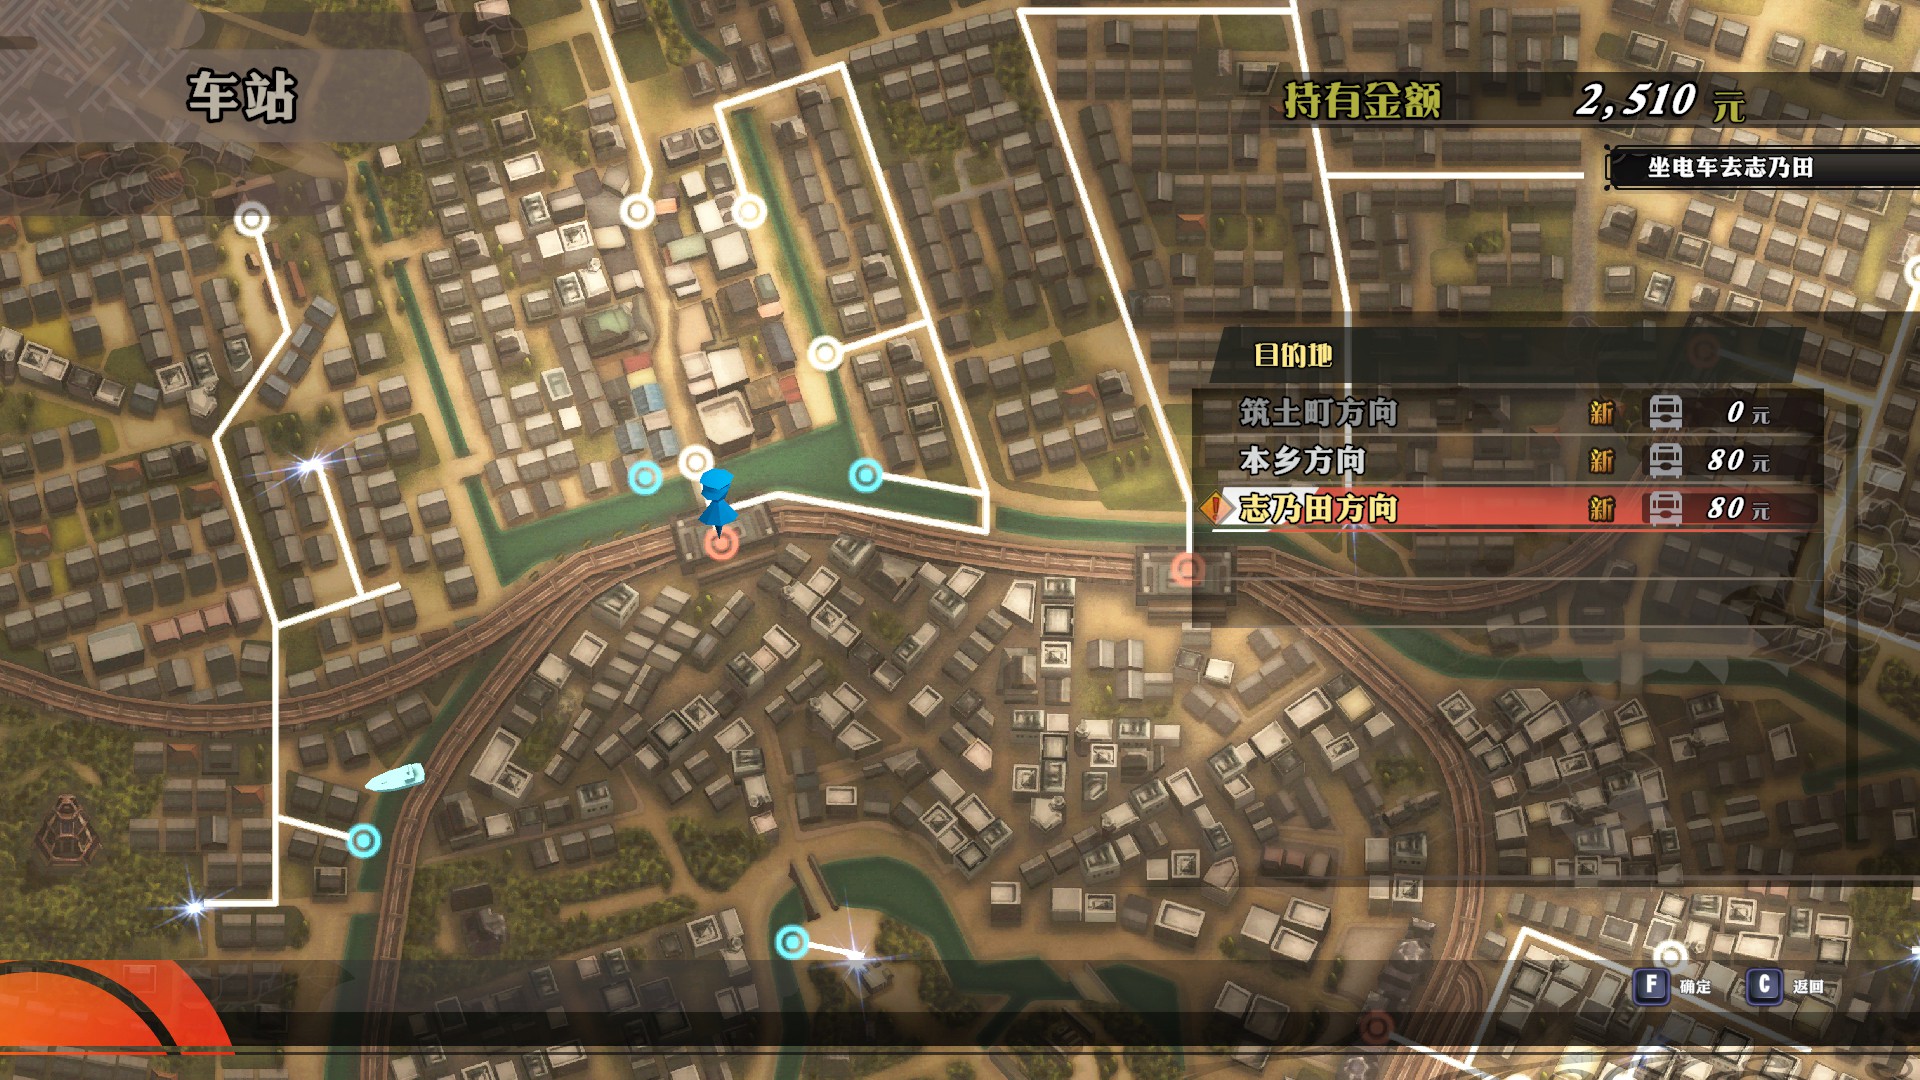 车站
持有金额 2,510 元
坐电车去志乃田
目的地
筑土町方向 新 0 元
本乡方向 新 80 元
志乃田方向 新 80 元
F 确定 C 返回